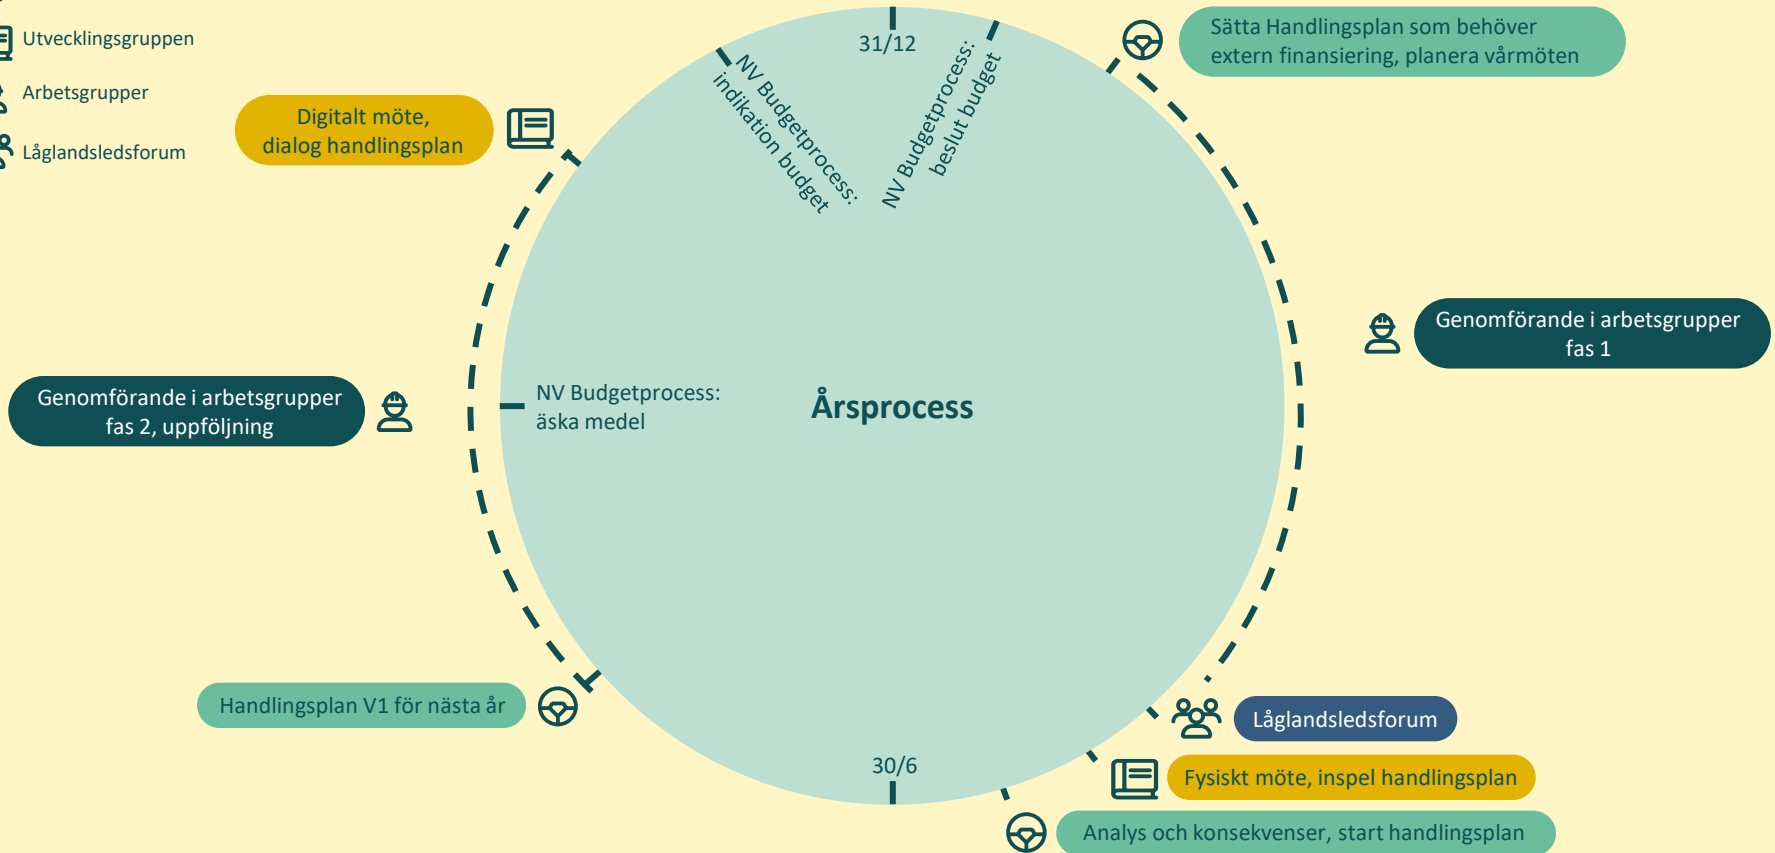 Utvecklingsgruppen
Arbetsgrupper
Låglandsledsforum
Digitalt möte,
dialog handlingsplan
31/12
NV Budgetprocess:
indikation budget
NV Budgetprocess:
beslut budget
Sätta Handlingsplan som behöver
extern finansiering, planera vårmöten
Genomförande i arbetsgrupper
fas 1
Genomförande i arbetsgrupper
fas 2, uppföljning
NV Budgetprocess:
äska medel
Årsprocess
Handlingsplan V1 för nästa år
Låglandsledsforum
30/6
Fysiskt möte, inspel handlingsplan
Analys och konsekvenser, start handlingsplan